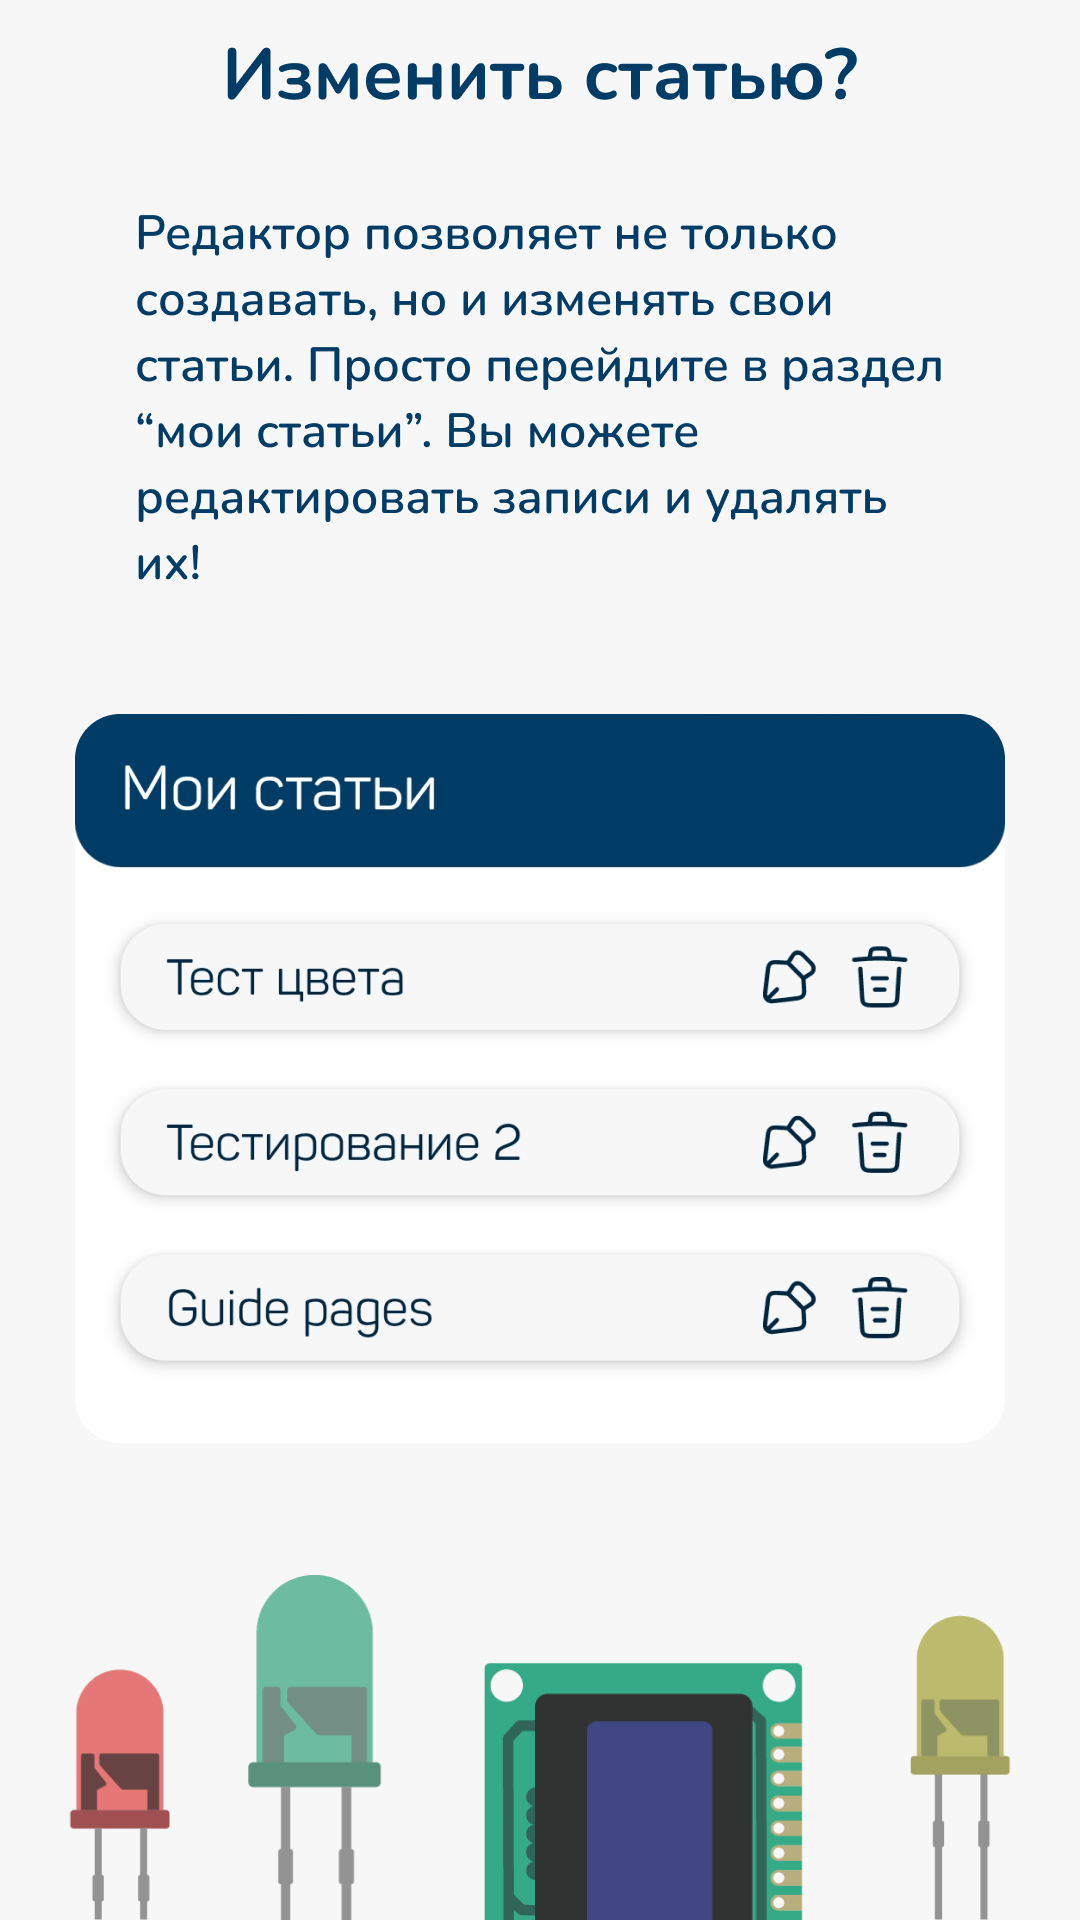 Изменить статью?
Редактор позволяет не только
создавать, но и изменять свои
статьи. Просто перейдите в раздел
“мои статьи”. Вы можете
редактировать записи и удалять
их!
Мои статьи
Тест цвета
Тестирование 2
Guide pages